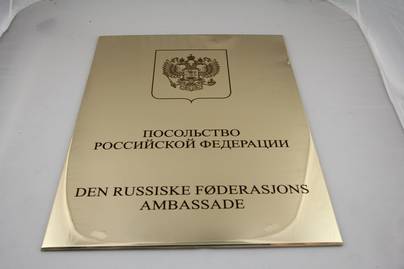 ПОСОЛЬСТВО
РОССИЙСКОЙ ФЕДЕРАЦИИ
DEN RUSSISKE FØDERASJONS
AMBASSADE